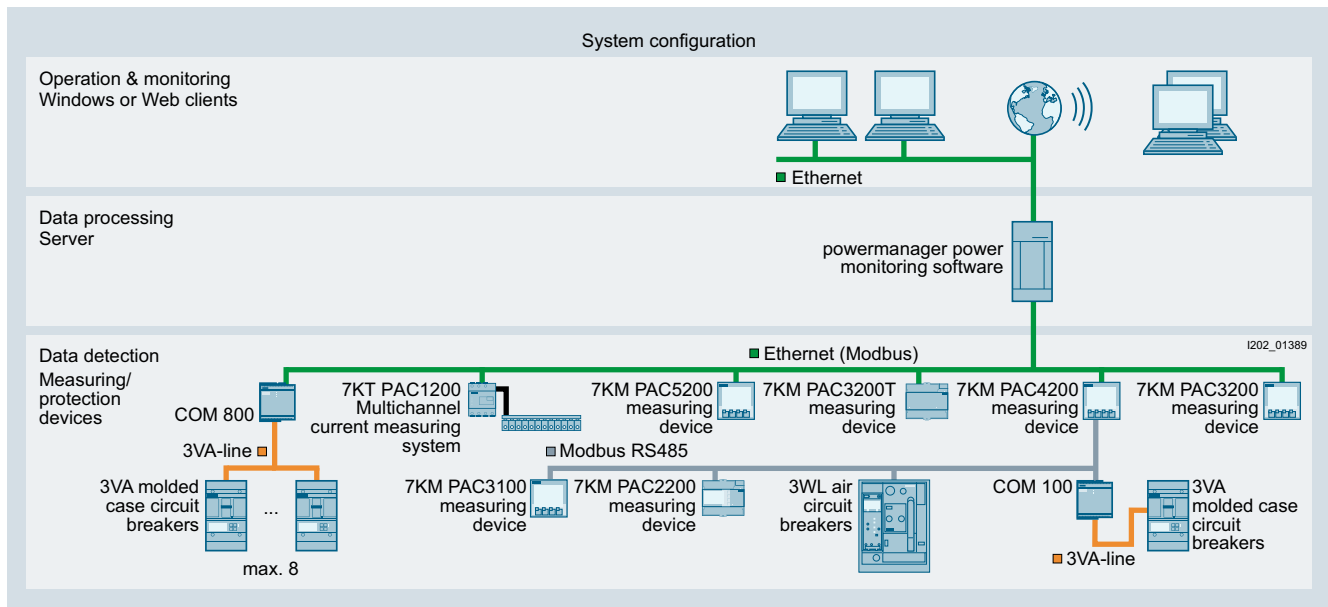 System configuration
Operation & monitoring
Windows or Web clients
Ethernet
Data processing
Server
powermanager power
monitoring software
I202_01389
Data detection
Measuring/
protection
devices
Ethernet (Modbus)
COM 800
7KT PAC1200
Multichannel
current measuring
system
7KM PAC5200
measuring
device
7KM PAC3200T
measuring
device
7KM PAC4200
measuring
device
7KM PAC3200
measuring
device
3VA-line
Modbus RS485
3VA molded
case circuit
breakers
...
max. 8
7KM PAC3100
measuring
device
7KM PAC2200
measuring
device
3WL air
circuit
breakers
COM 100
3VA
molded case
circuit
breakers
3VA-line